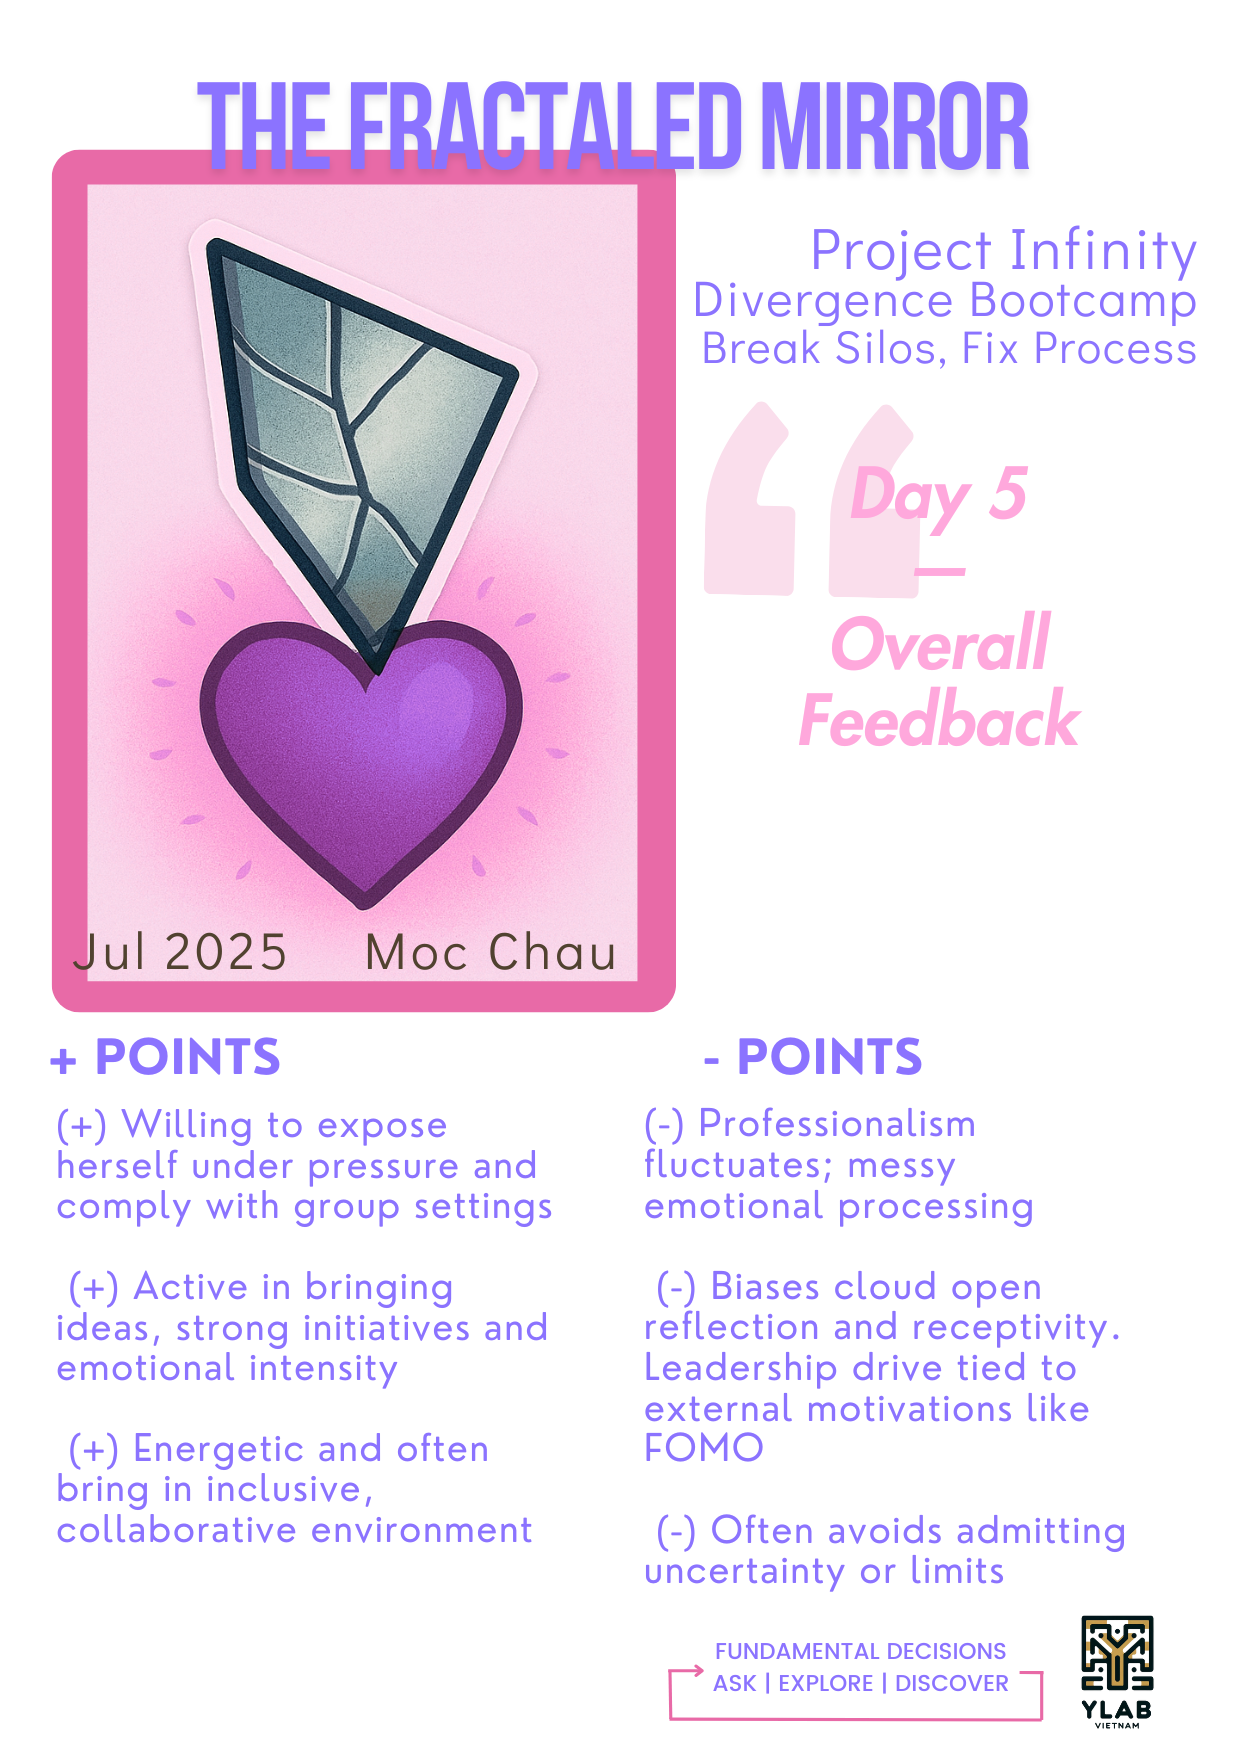 THE FRACTALED MIRROR
Project Infinity
Divergence Bootcamp
Break Silos, Fix Process
“
Day 5
—
Overall
Feedback
Jul 2025 Moc Chau
+ POINTS
(+) Willing to expose
herself under pressure and
comply with group settings
(+) Active in bringing
ideas, strong initiatives and
emotional intensity
(+) Energetic and often
bring in inclusive,
collaborative environment
- POINTS
(-) Professionalism
fluctuates; messy
emotional processing
(-) Biases cloud open
reflection and receptivity.
Leadership drive tied to
external motivations like
FOMO
(-) Often avoids admitting
uncertainty or limits
FUNDAMENTAL DECISIONS
ASK | EXPLORE | DISCOVER
YLAB
VIETNAM